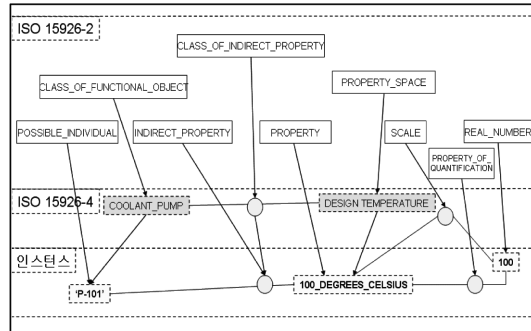 ISO 15926-2
CLASS_OF_INDIRECT_PROPERTY
CLASS_OF_FUNCTIONAL_OBJECT
PROPERTY_SPACE
POSSIBLE_INDIVIDUAL
INDIRECT_PROPERTY
PROPERTY
SCALE
REAL_NUMBER
PROPERTY_OF_
QUANTIFICATION
ISO 15926-4
COOLANT_PUMP
DESIGN TEMPERATURE
인스턴스
100
'P-101'
100_DEGREES_CELSIUS